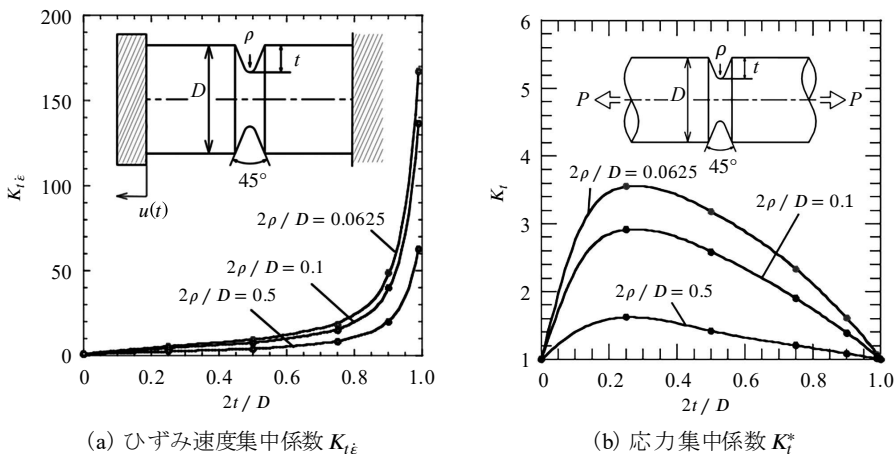 200
150
100
50
0
K_{tε̇}
ρ
t
D
45°
u(t)
2ρ / D = 0.0625
2ρ / D = 0.1
2ρ / D = 0.5
0 0.2 0.4 0.6 0.8 1.0
2t / D
(a) ひずみ速度集中係数 K_{tε̇}
6
5
4
3
2
1
K_t
ρ
t
P D P
45°
2ρ / D = 0.0625
2ρ / D = 0.1
2ρ / D = 0.5
0 0.2 0.4 0.6 0.8 1.0
2t / D
(b) 応力集中係数 K_t^*